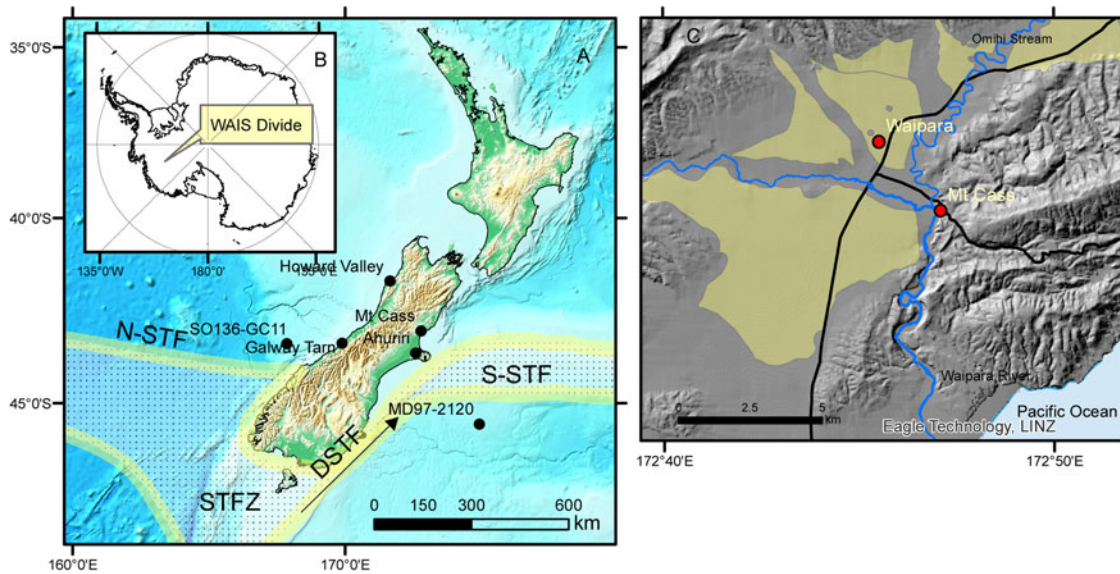 35°0'S
40°0'S
45°0'S
160°0'E
170°0'E
A
B
WAIS Divide
135°0'W
180°0'
Howard Valley
Mt Cass
Ahuriri
SO136-GC11
Galway Tarn
N-STF
S-STF
MD97-2120
DSTF
STFZ
0 150 300 600
km
C
Omihi Stream
Waipara
Mt Cass
Waipara River
0 2.5 5
km
Pacific Ocean
Eagle Technology, LINZ
172°40'E
172°50'E